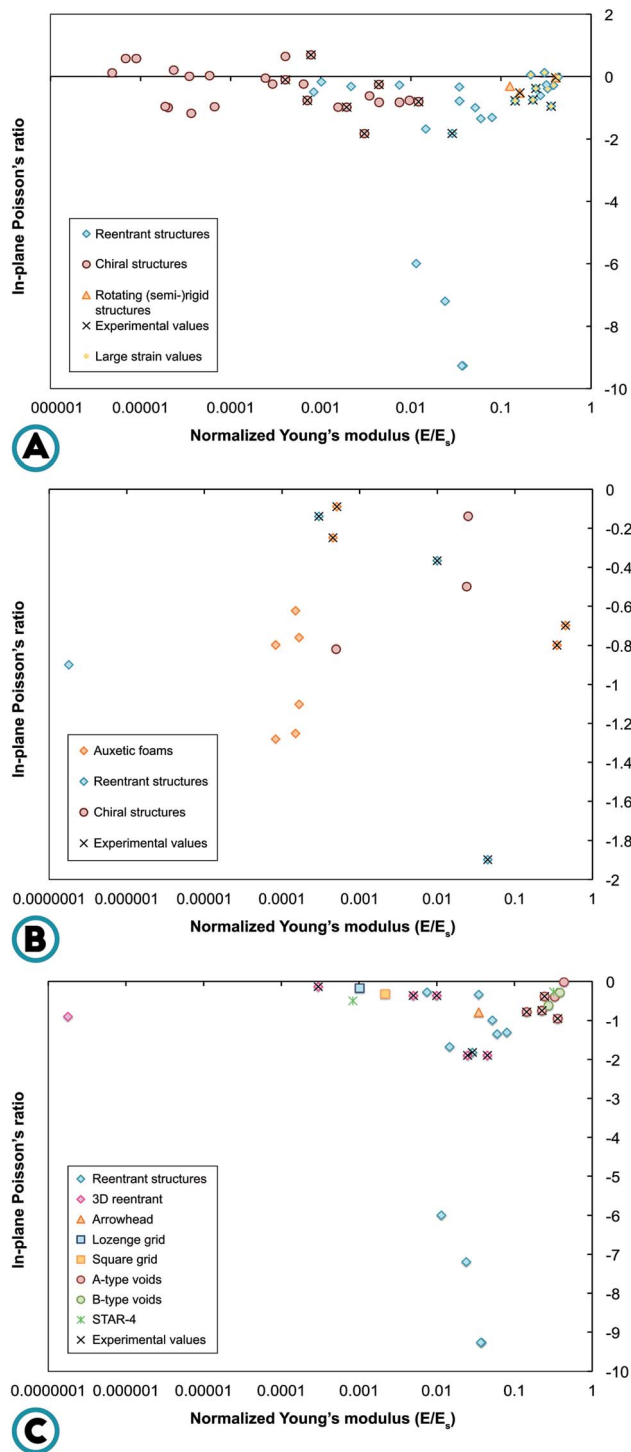 2
0
-2
-4
-6
-8
-10
In-plane Poisson's ratio
Reentrant structures
Chiral structures
Rotating (semi-)rigid
structures
Experimental values
Large strain values
000001
0.00001
0.0001
0.001
0.01
0.1
1
Normalized Young's modulus (E/Es)
A
0
-0.2
-0.4
-0.6
-0.8
-1
-1.2
-1.4
-1.6
-1.8
-2
In-plane Poisson's ratio
Auxetic foams
Reentrant structures
Chiral structures
Experimental values
0.0000001
0.000001
0.00001
0.0001
0.001
0.01
0.1
1
Normalized Young's modulus (E/Es)
B
0
-1
-2
-3
-4
-5
-6
-7
-8
-9
-10
In-plane Poisson's ratio
Reentrant structures
3D reentrant
Arrowhead
Lozenge grid
Square grid
A-type voids
B-type voids
STAR-4
Experimental values
0.0000001
0.000001
0.00001
0.0001
0.001
0.01
0.1
1
Normalized Young's modulus (E/Es)
C